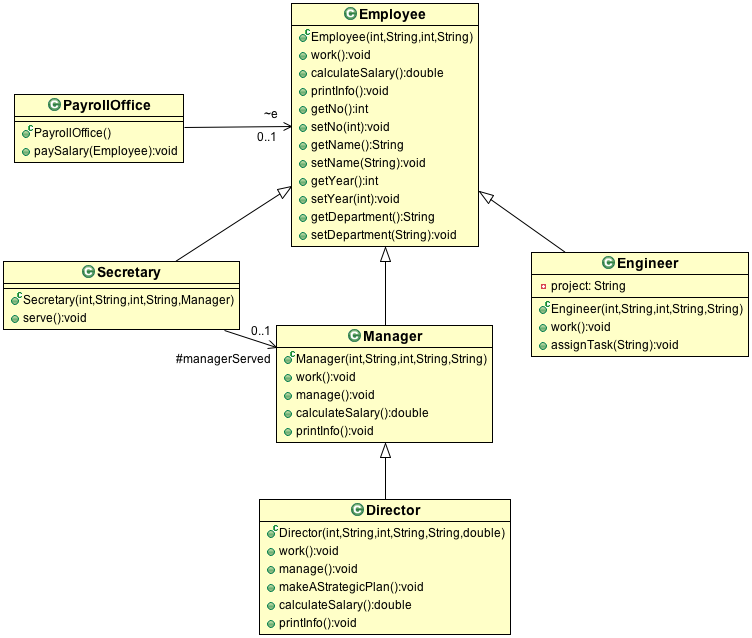 Employee
Employee(int,String,int,String)
work():void
calculateSalary():double
printInfo():void
getNo():int
setNo(int):void
getName():String
setName(String):void
getYear():int
setYear(int):void
getDepartment():String
setDepartment(String):void
PayrollOffice
PayrollOffice()
paySalary(Employee):void
~e
0..1
Secretary
Secretary(int,String,int,String,Manager)
serve():void
0..1
#managerServed
Engineer
project: String
Engineer(int,String,int,String,String)
work():void
assignTask(String):void
Manager
Manager(int,String,int,String,String)
work():void
manage():void
calculateSalary():double
printInfo():void
Director
Director(int,String,int,String,String,double)
work():void
manage():void
makeAStrategicPlan():void
calculateSalary():double
printInfo():void